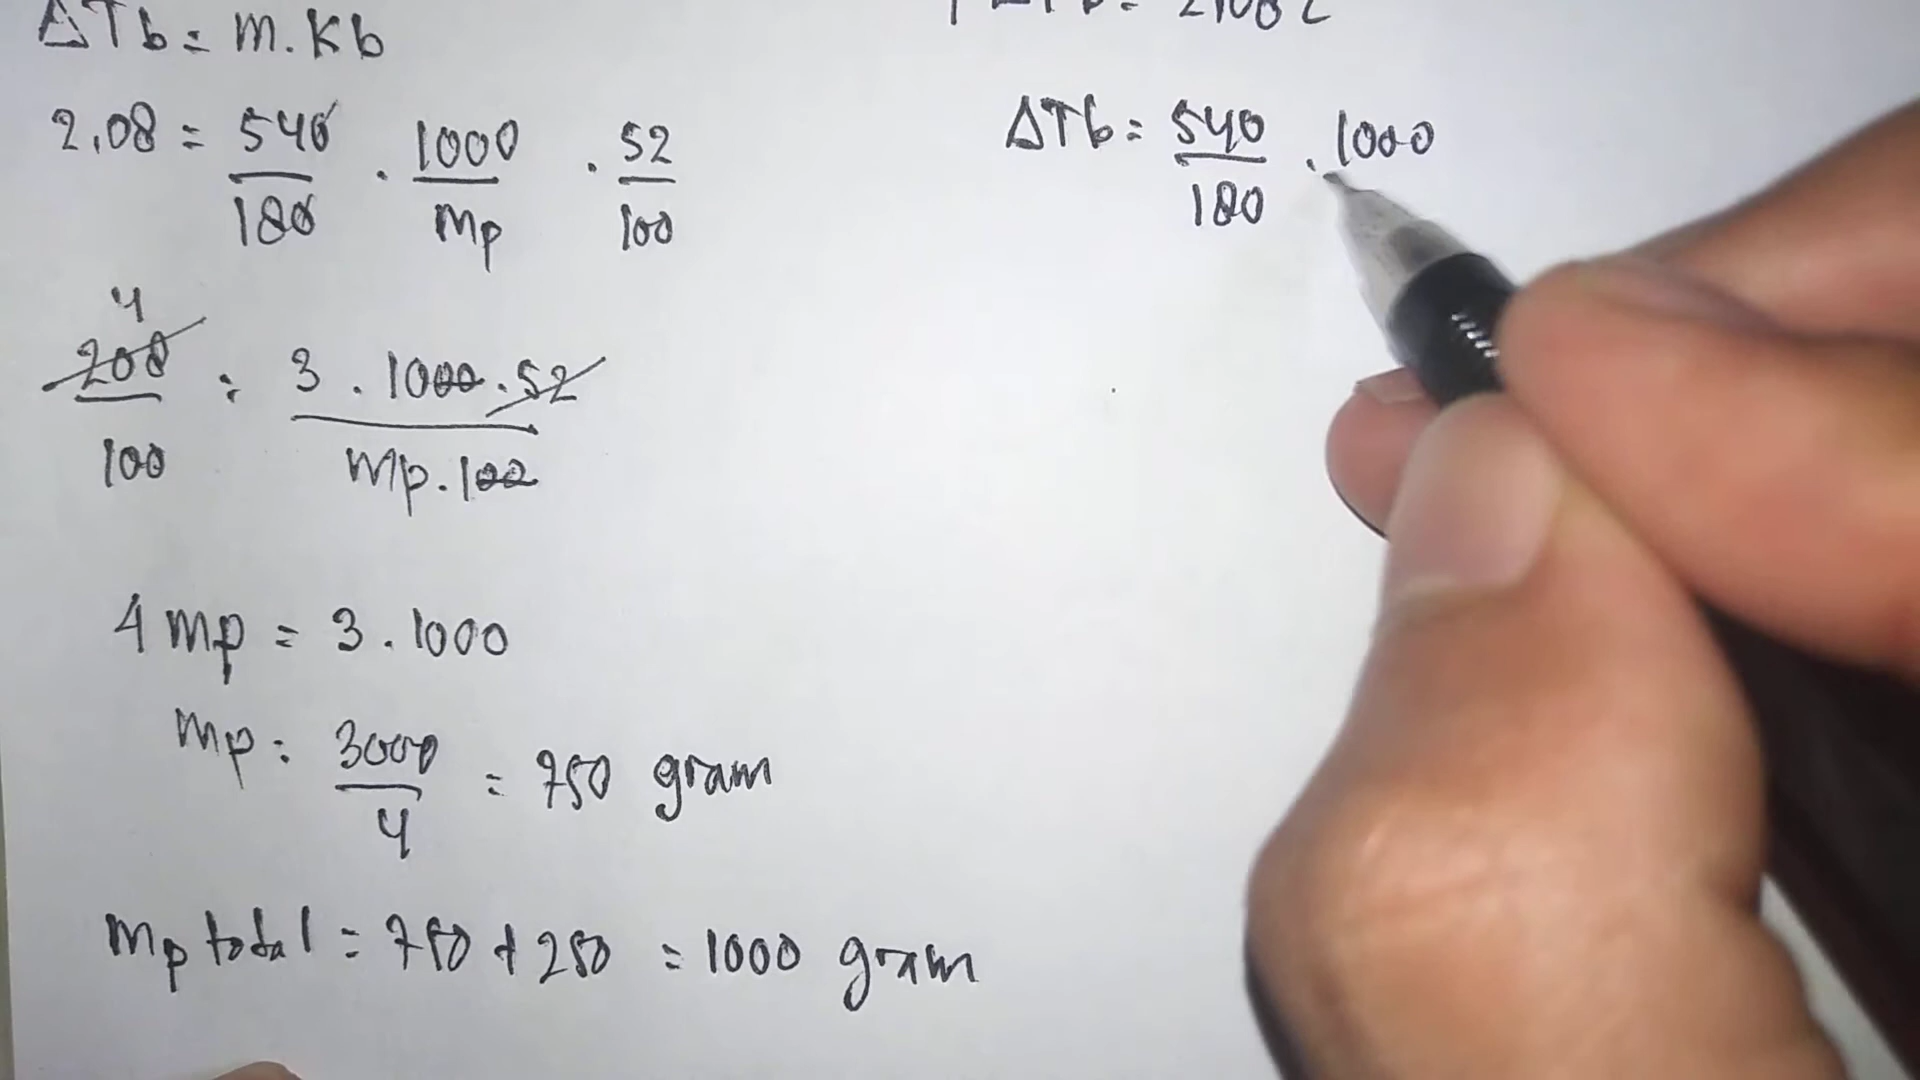 ΔTb = m. Kb
2,08 = 540/180 . 1000/mp . 52/100
4
208/100 = 3 . 1000 . 52/mp . 100
4 mp = 3 . 1000
mp = 3000/4 = 750 gram
mp total = 750 + 250 = 1000 gram
ΔTb = 540/180 . 1000